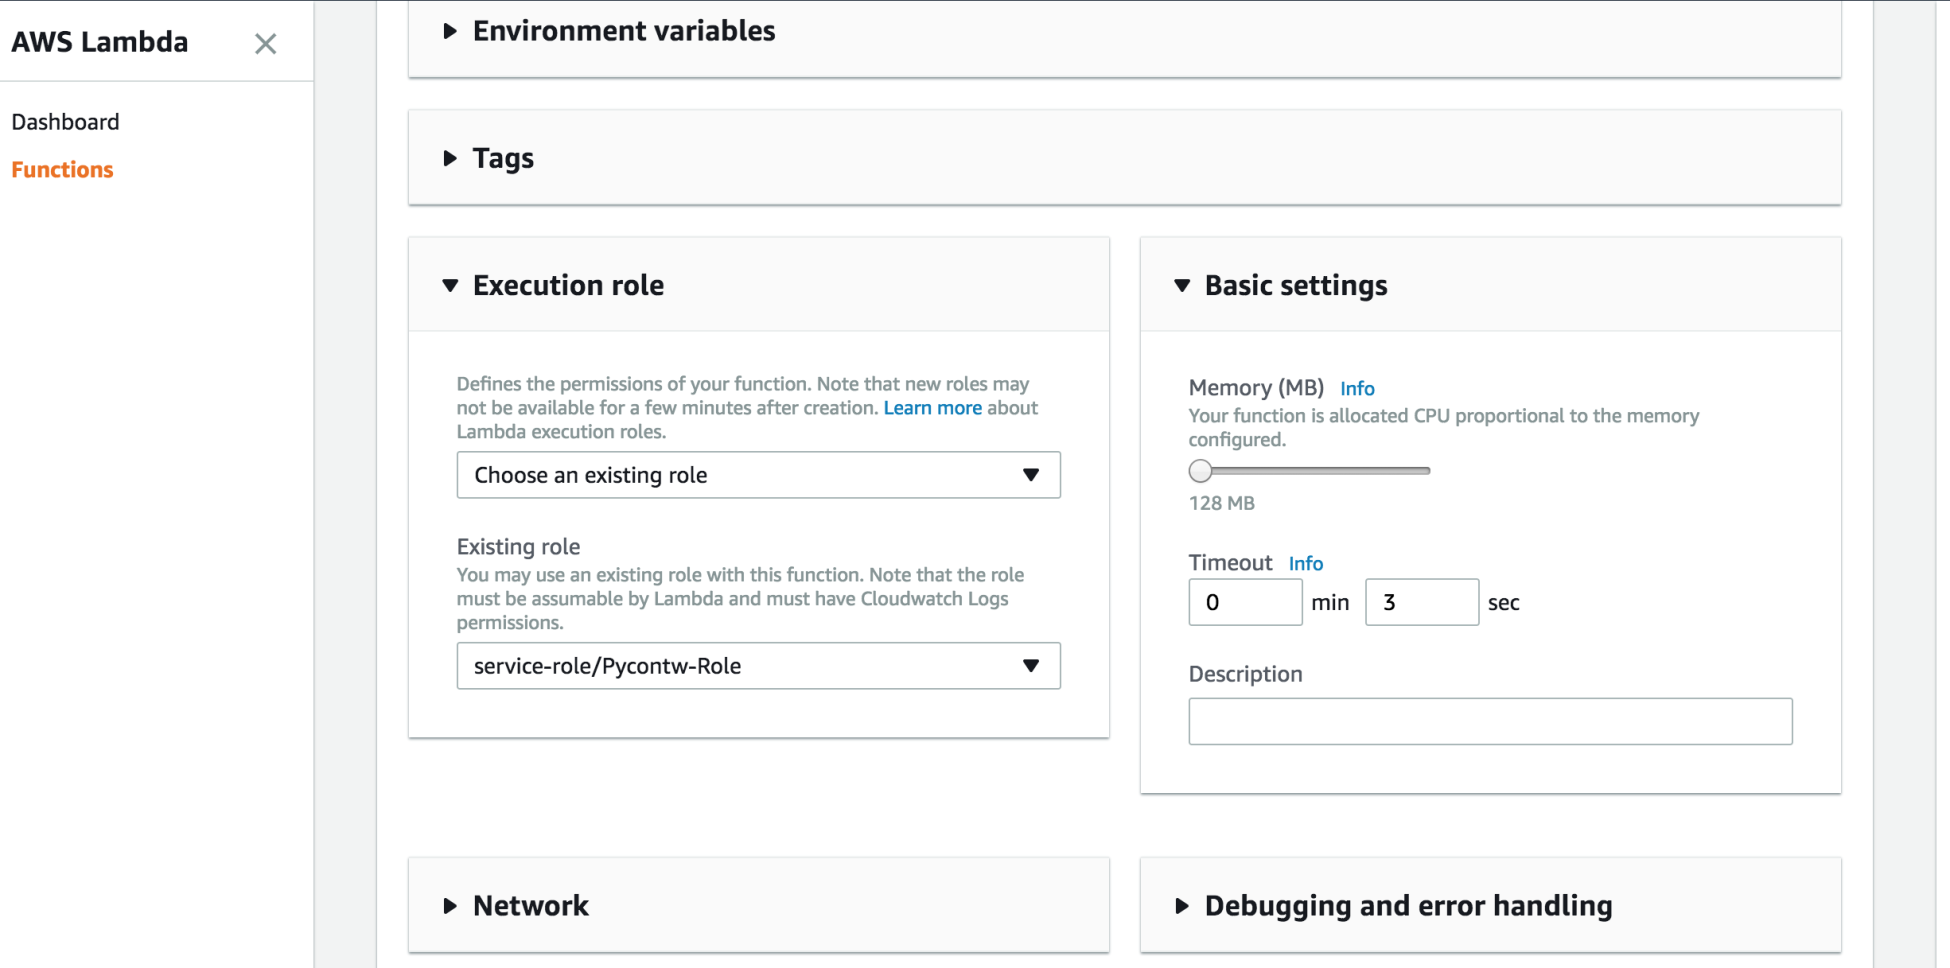 AWS Lambda
Dashboard
Functions
Environment variables
Tags
Execution role
Defines the permissions of your function. Note that new roles may
not be available for a few minutes after creation. Learn more about
Lambda execution roles.
Choose an existing role
Existing role
You may use an existing role with this function. Note that the role
must be assumable by Lambda and must have Cloudwatch Logs
permissions.
service-role/Pycontw-Role
Basic settings
Memory (MB) Info
Your function is allocated CPU proportional to the memory
configured.
128 MB
Timeout Info
0 min 3 sec
Description
Network
Debugging and error handling